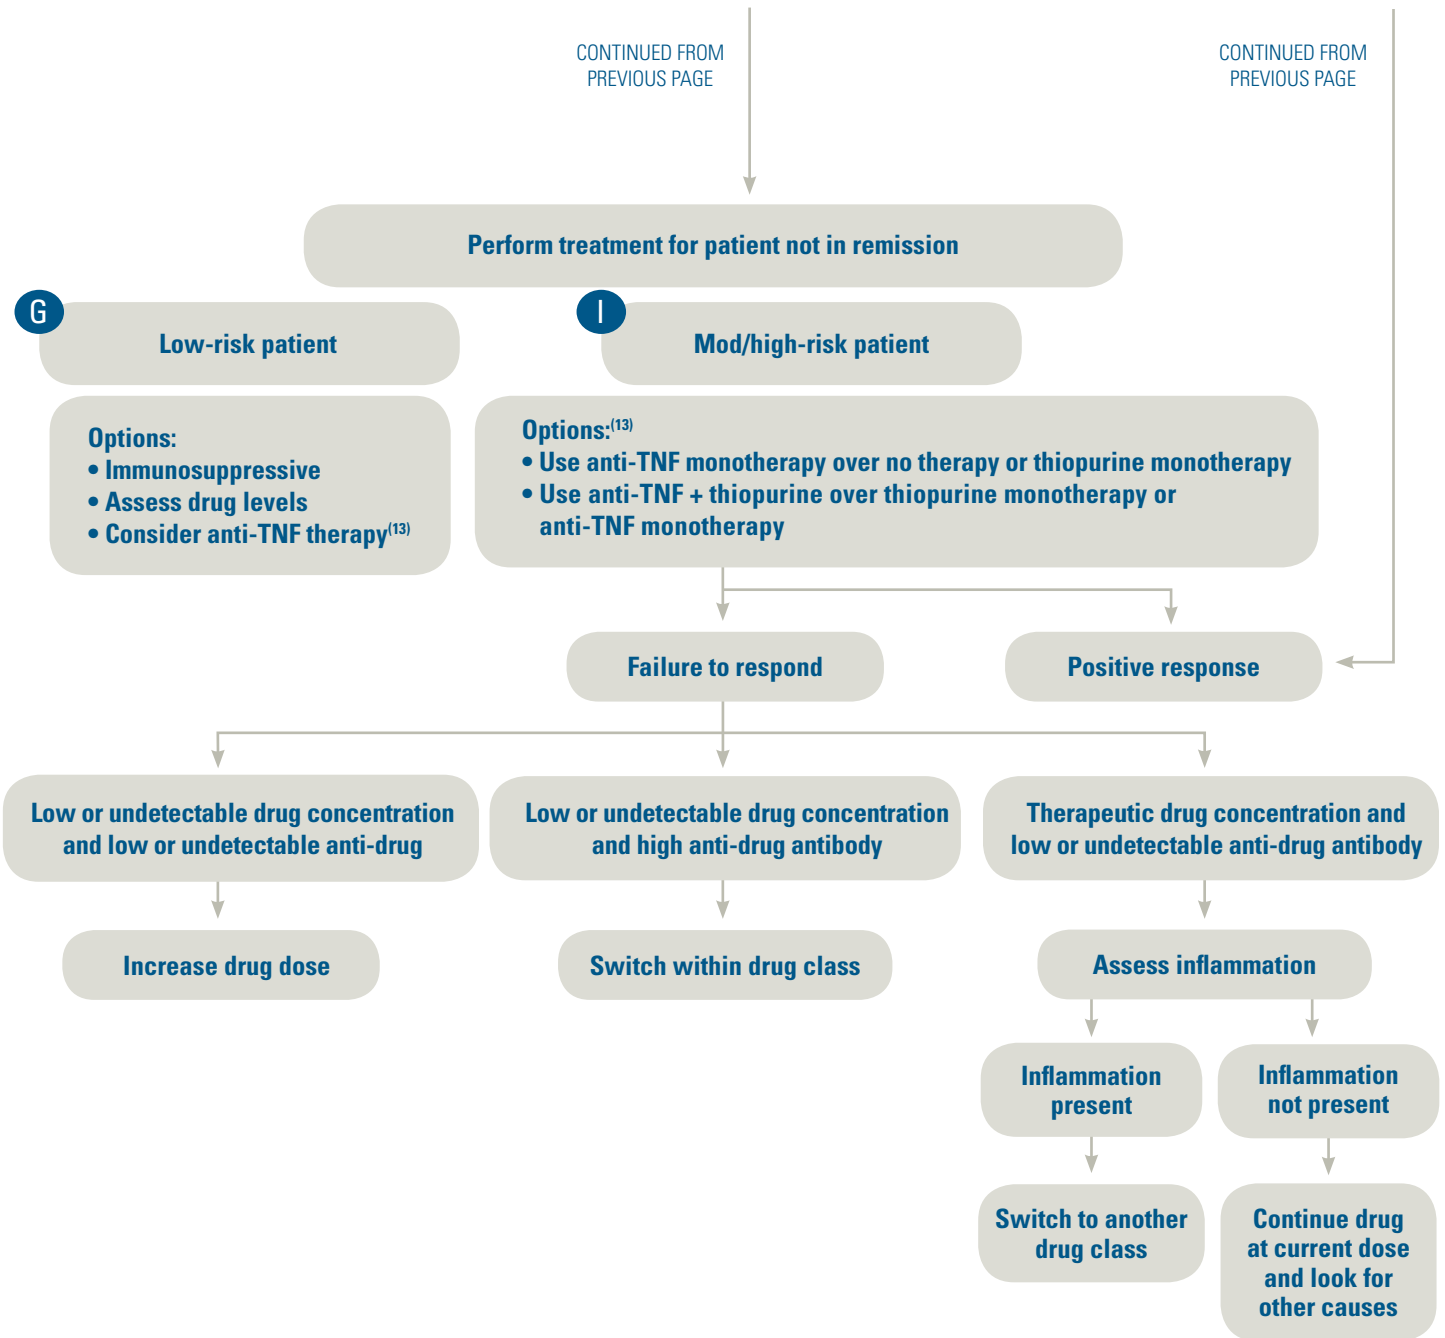 CONTINUED FROM
PREVIOUS PAGE
CONTINUED FROM
PREVIOUS PAGE
Perform treatment for patient not in remission
G
Low-risk patient
I
Mod/high-risk patient
Options:
• Immunosuppressive
• Assess drug levels
• Consider anti-TNF therapy(13)
Options:(13)
• Use anti-TNF monotherapy over no therapy or thiopurine monotherapy
• Use anti-TNF + thiopurine over thiopurine monotherapy or
anti-TNF monotherapy
Failure to respond
Positive response
Low or undetectable drug concentration
and low or undetectable anti-drug
Low or undetectable drug concentration
and high anti-drug antibody
Therapeutic drug concentration and
low or undetectable anti-drug antibody
Increase drug dose
Switch within drug class
Assess inflammation
Inflammation
present
Inflammation
not present
Switch to another
drug class
Continue drug
at current dose
and look for
other causes